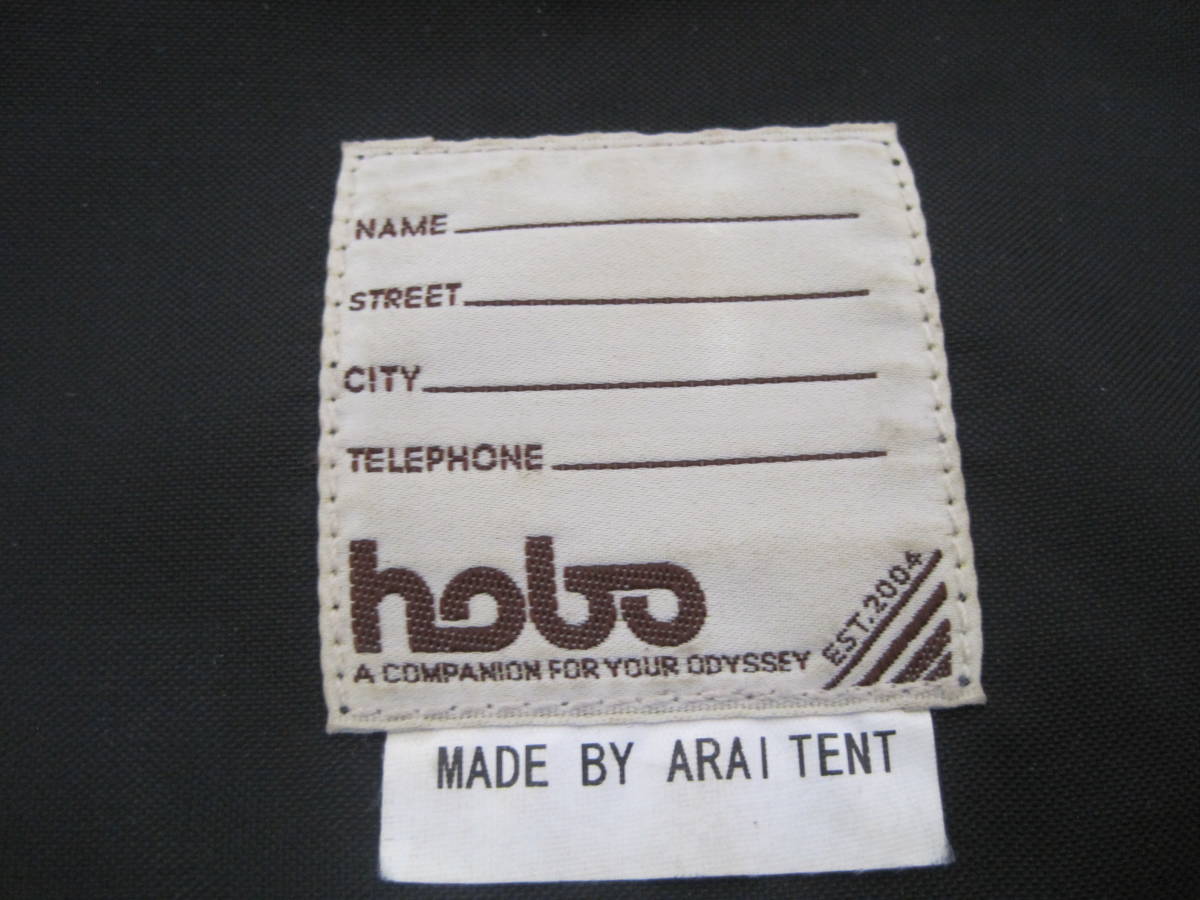 NAME
STREET
CITY
TELEPHONE
hobo
A COMPANION FOR YOUR ODYSSEY
EST. 2004
MADE BY ARAI TENT